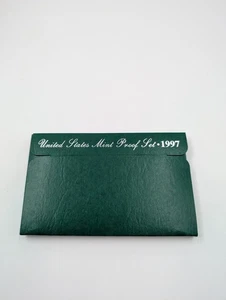 United States Mint Proof Set • 1997